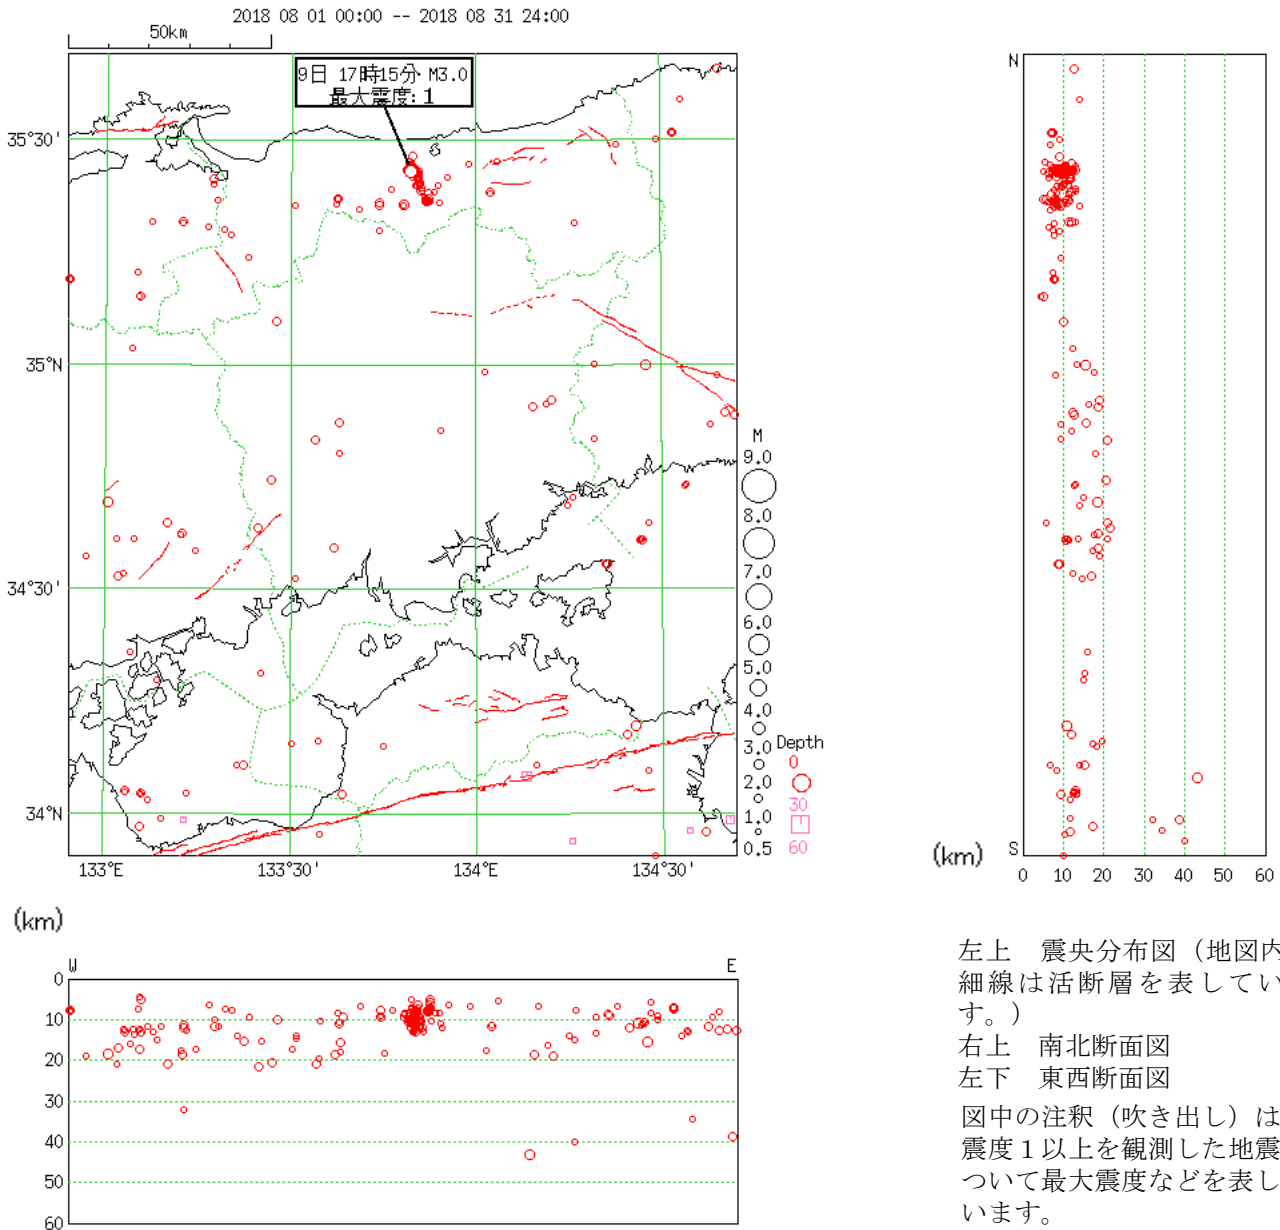 2018 08 01 00:00 -- 2018 08 31 24:00
50km
9日 17時15分 M3.0
最大震度:1
35°30'
35°N
34°30'
34°N
133°E
133°30'
134°E
134°30'
M
9.0
8.0
7.0
6.0
5.0
4.0
3.0
2.0
1.0
0.5
Depth
0
30
60
N
S
(km)
0 10 20 30 40 50 60
(km)
W E
0
10
20
30
40
50
60
左上 震央分布図（地図内
細線は活断層を表してい
す。）
右上 南北断面図
左下 東西断面図
図中の注釈（吹き出し）は
震度１以上を観測した地震
ついて最大震度などを表し
います。